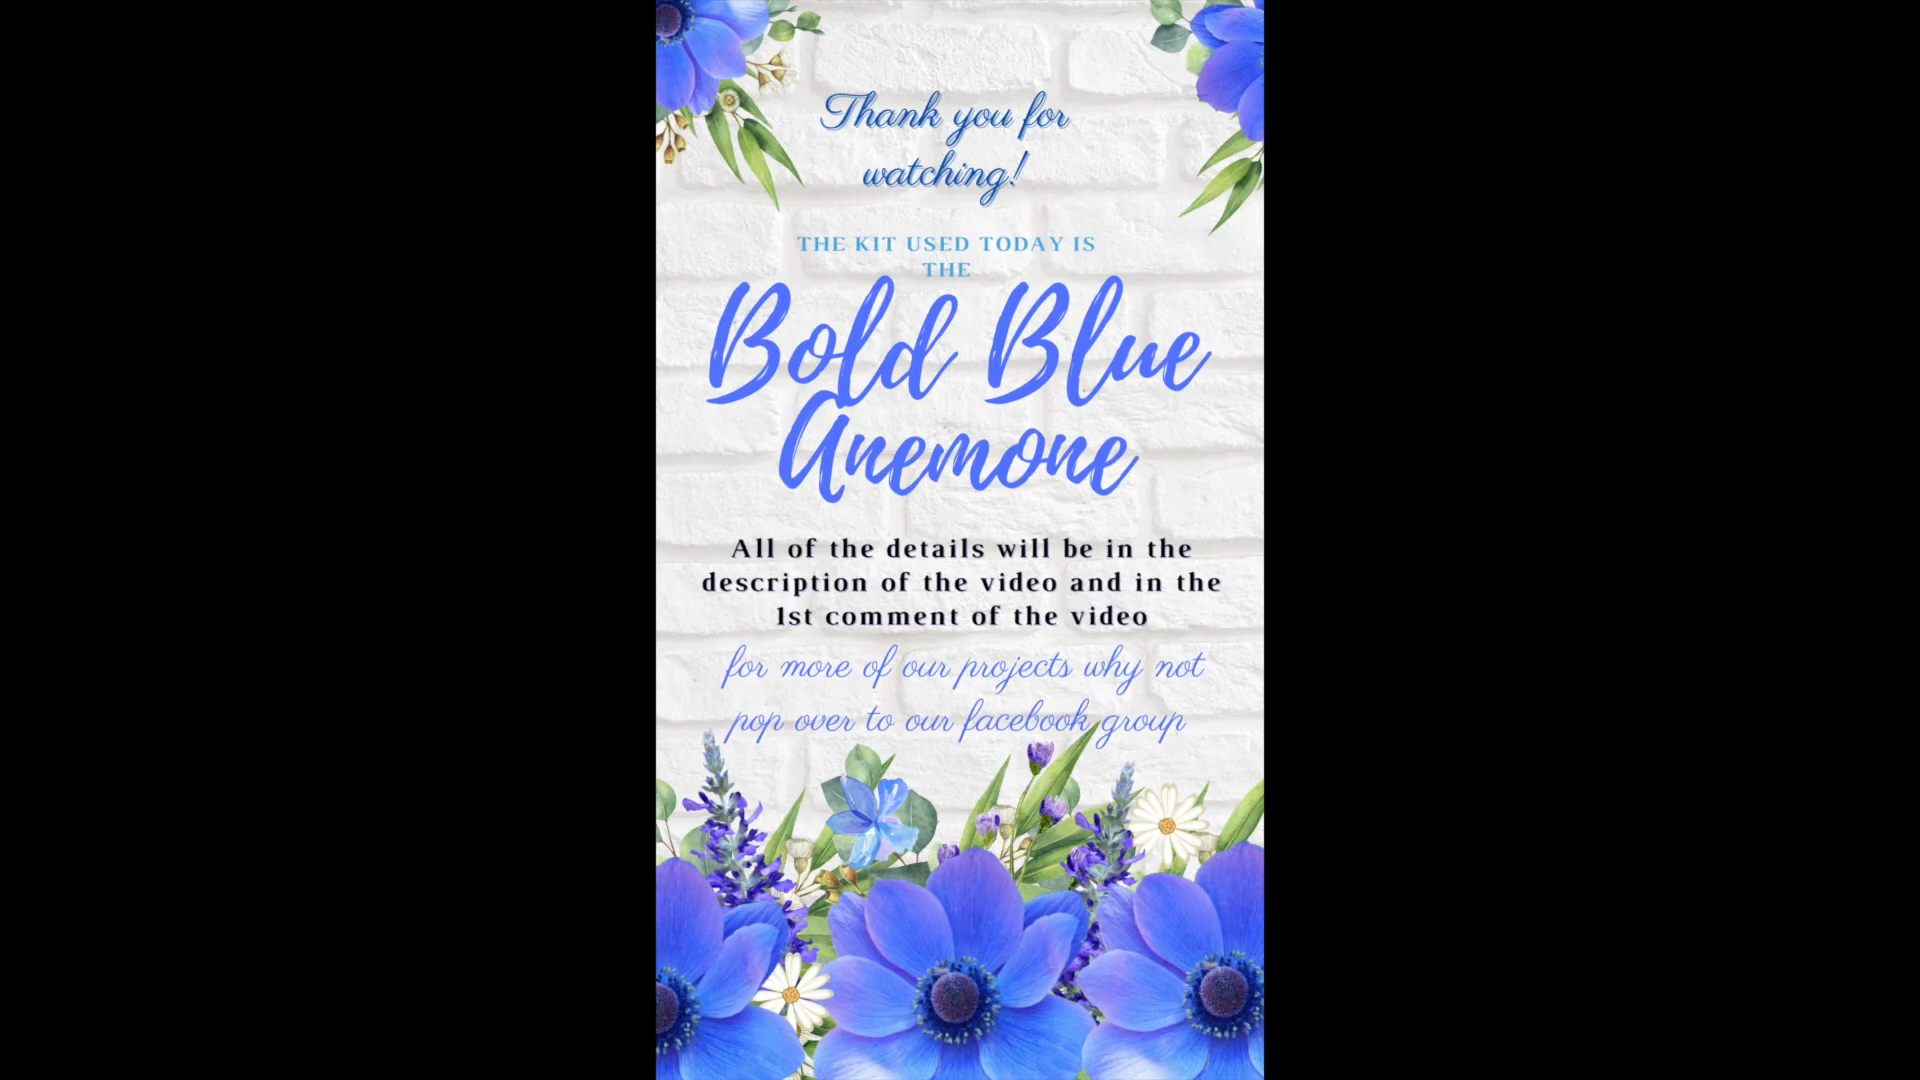 Thank you for
watching!
THE KIT USED TODAY IS
THE
Bold Blue
Anemone
All of the details will be in the
description of the video and in the
1st comment of the video
for more of our projects why not
pop over to our facebook group